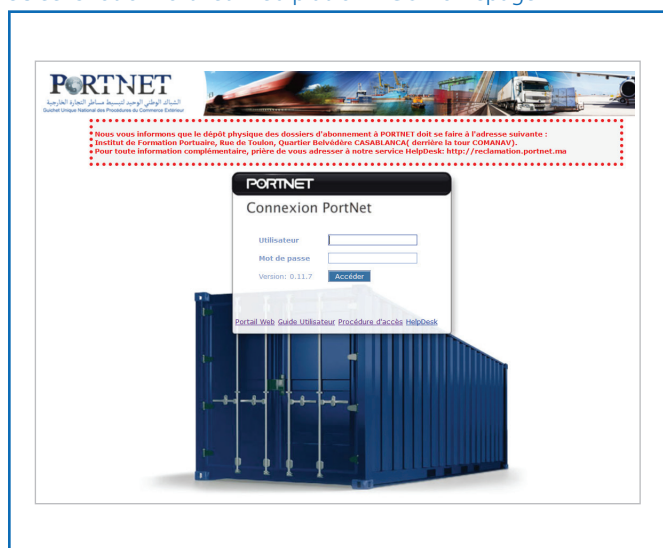 PORTNET
الشباك الوطني الوحيد لتبسيط مساطر التجارة الخارجية
Guichet Unique National des Procédures du Commerce Extérieur
Nous vous informons que le dépôt physique des dossiers d'abonnement à PORTNET doit se faire à l'adresse suivante :
Institut de Formation Portuaire, Rue de Toulon, Quartier Belvédère CASABLANCA( derrière la tour COMANAV).
Pour toute information complémentaire, prière de vous adresser à notre service HelpDesk: http://reclamation.portnet.ma
PORTNET
Connexion PortNet
Utilisateur
Mot de passe
Version: 0.11.7 Accéder
Portail Web Guide Utilisateur Procédure d'accès HelpDesk